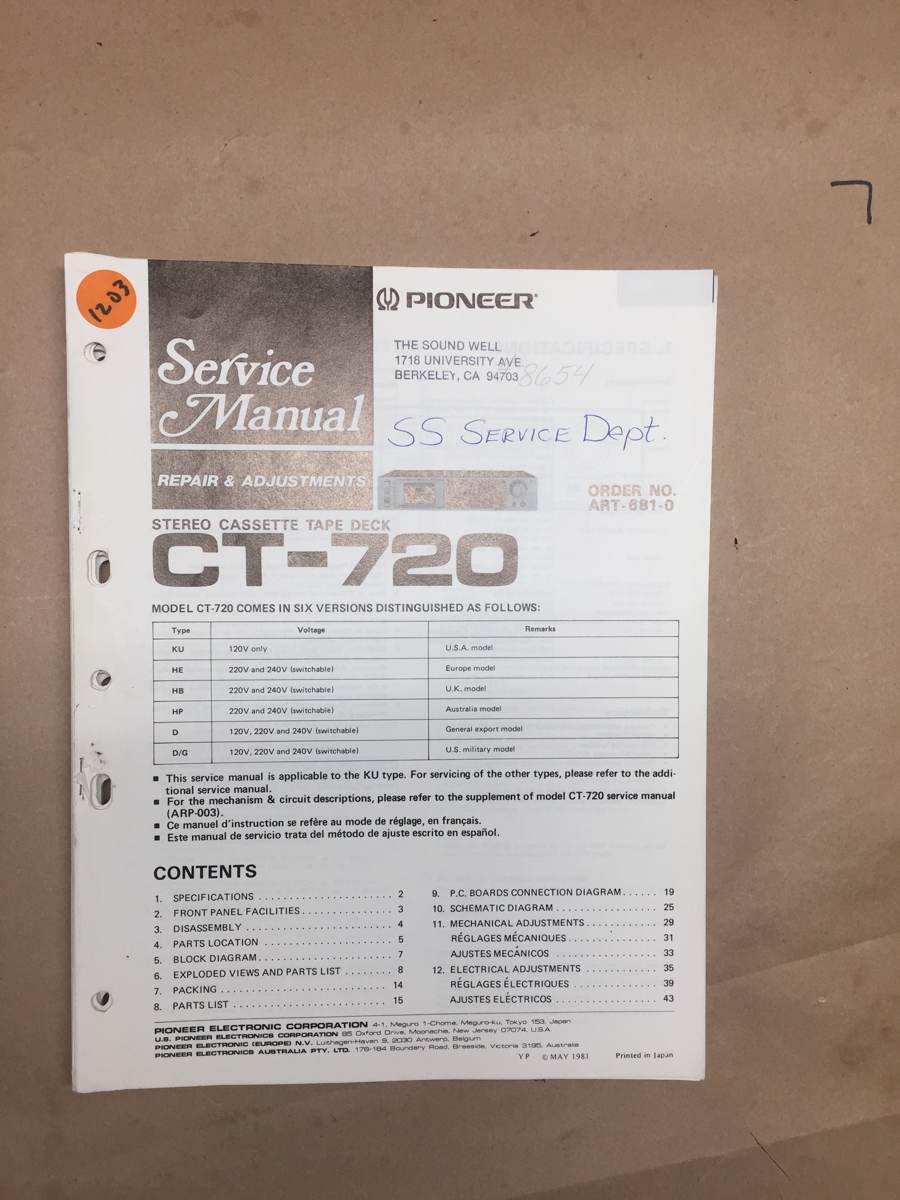 1203
PIONEER
THE SOUND WELL
1718 UNIVERSITY AVE
BERKELEY, CA 94703
8654
Service
Manual
SS SERVICE Dept.
REPAIR & ADJUSTMENTS
ORDER NO.
ART-681-0
STEREO CASSETTE TAPE DECK
CT-720
MODEL CT-720 COMES IN SIX VERSIONS DISTINGUISHED AS FOLLOWS:
Type Voltage Remarks
KU 120V only U.S.A. model
HE 220V and 240V (switchable) Europe model
HB 220V and 240V (switchable) U.K. model
HP 220V and 240V (switchable) Australia model
D 120V, 220V and 240V (switchable) General export model
D/G 120V, 220V and 240V (switchable) U.S. military model
■ This service manual is applicable to the KU type. For servicing of the other types, please refer to the addi-
tional service manual.
■ For the mechanism & circuit descriptions, please refer to the supplement of model CT-720 service manual
(ARP-003).
■ Ce manuel d'instruction se refère au mode de réglage, en français.
■ Este manual de servicio trata del método de ajuste escrito en español.
CONTENTS
1. SPECIFICATIONS ...................... 2
2. FRONT PANEL FACILITIES............... 3
3. DISASSEMBLY ........................ 4
4. PARTS LOCATION ..................... 5
5. BLOCK DIAGRAM...................... 7
6. EXPLODED VIEWS AND PARTS LIST ........ 8
7. PACKING ............................ 14
8. PARTS LIST .......................... 15
9. P.C. BOARDS CONNECTION DIAGRAM...... 19
10. SCHEMATIC DIAGRAM ................. 25
11. MECHANICAL ADJUSTMENTS ............ 29
RÉGLAGES MÉCANIQUES............... 31
AJUSTES MECÁNICOS ................ 33
12. ELECTRICAL ADJUSTMENTS ............ 35
RÉGLAGES ÉLECTRIQUES .............. 39
AJUSTES ELÉCTRICOS ................. 43
PIONEER ELECTRONIC CORPORATION 4-1, Meguro 1-Chome, Meguro-ku, Tokyo 153, Japan
U.S. PIONEER ELECTRONICS CORPORATION 85 Oxford Drive, Moonachie, New Jersey 07074, U.S.A.
PIONEER ELECTRONIC (EUROPE) N.V. Luithagen-Haven 9, 2030 Antwerp, Belgium
PIONEER ELECTRONICS AUSTRALIA PTY. LTD. 178-184 Boundary Road, Braeside, Victoria 3195, Australia
YP © MAY 1981 Printed in Japan